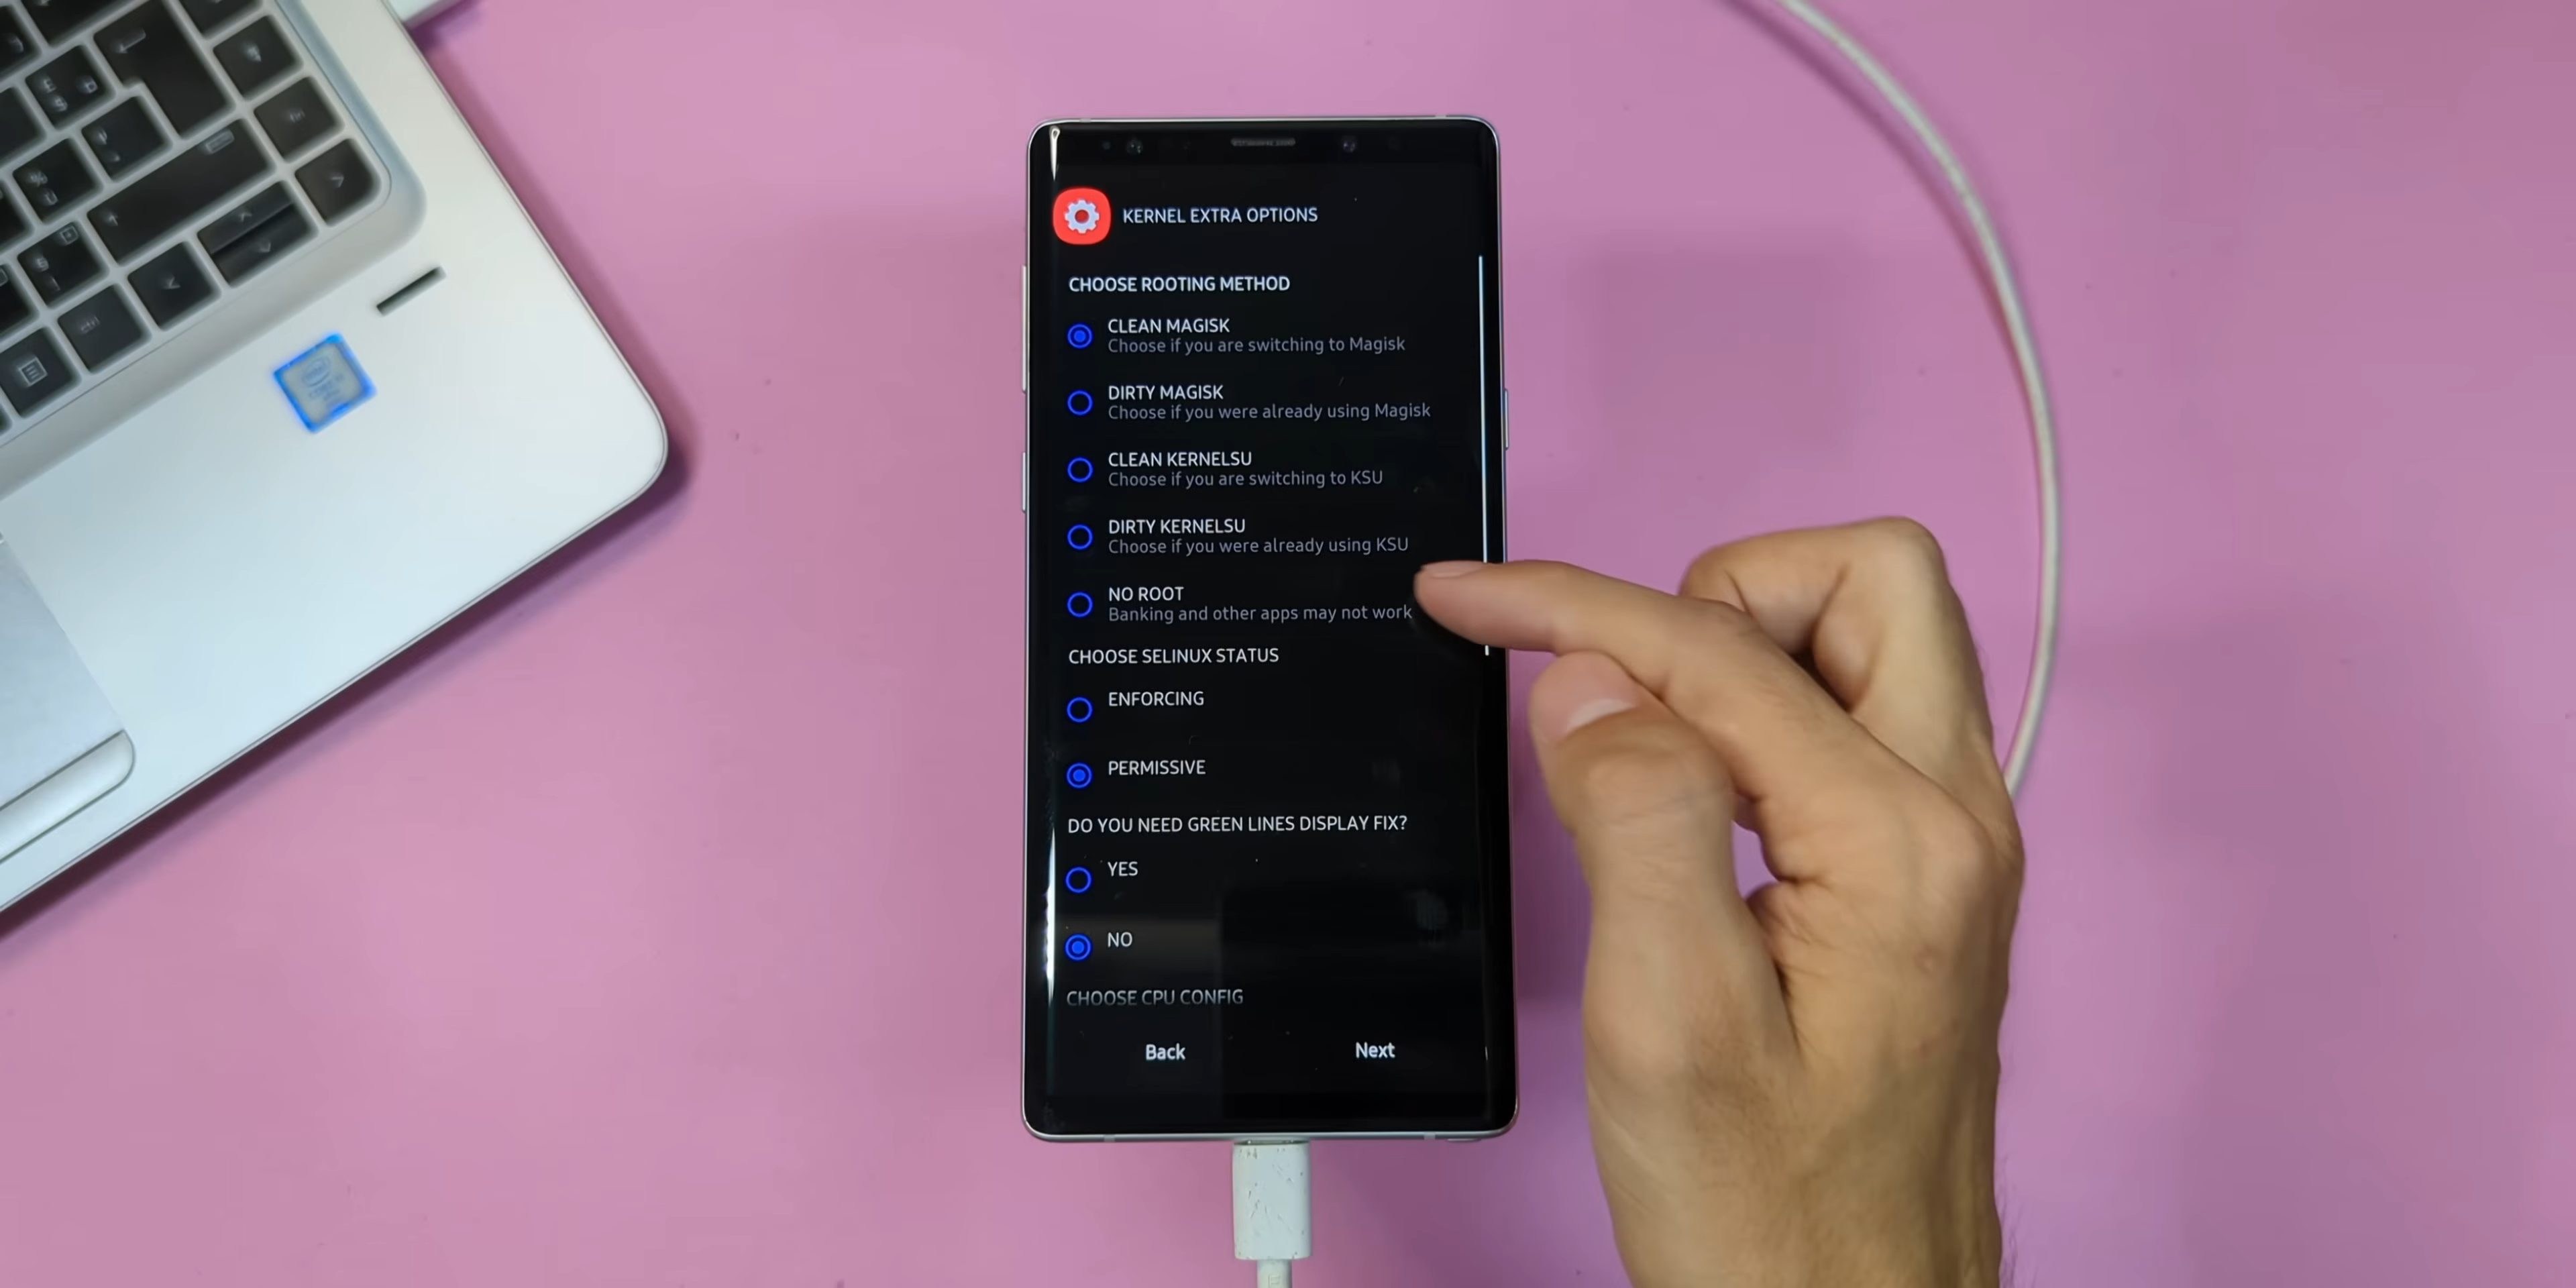 KERNEL EXTRA OPTIONS
CHOOSE ROOTING METHOD
CLEAN MAGISK
Choose if you are switching to Magisk
DIRTY MAGISK
Choose if you were already using Magisk
CLEAN KERNELSU
Choose if you are switching to KSU
DIRTY KERNELSU
Choose if you were already using KSU
NO ROOT
Banking and other apps may not work
CHOOSE SELINUX STATUS
ENFORCING
PERMISSIVE
DO YOU NEED GREEN LINES DISPLAY FIX?
YES
NO
CHOOSE CPU CONFIG
Back Next